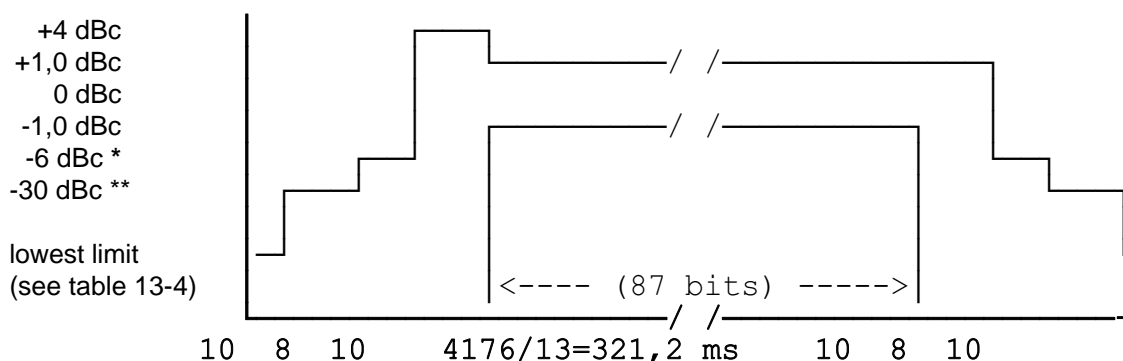 +4 dBc
+1,0 dBc
0 dBc
-1,0 dBc
-6 dBc *
-30 dBc **
lowest limit
(see table 13-4)
<---- (87 bits) ----->
10 8 10 4176/13=321,2 ms 10 8 10